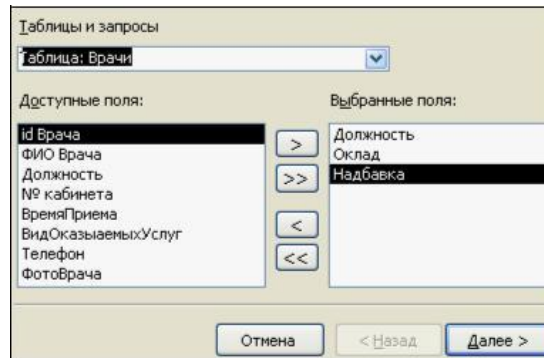 Таблицы и запросы
Таблица: Врачи
Доступные поля:
id Врача
ФИО Врача
Должность
№ кабинета
ВремяПриема
ВидОказыаемыхУслуг
Телефон
ФотоВрача
>
>>
<
<<
Выбранные поля:
Должность
Оклад
Надбавка
Отмена
< Назад
Далее >